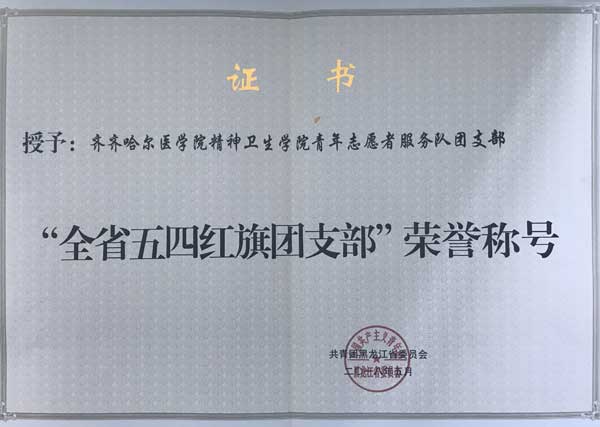 证书
授予：齐齐哈尔医学院精神卫生学院青年志愿者服务队团支部
“全省五四红旗团支部”荣誉称号
共青团黑龙江省委员会